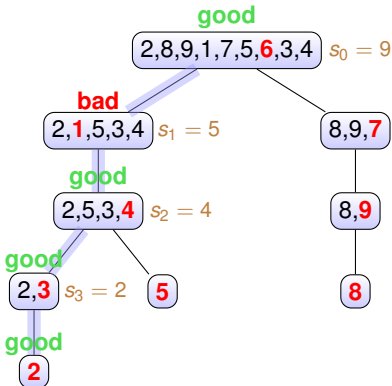 good
2,8,9,1,7,5,6,3,4 s₀ = 9
bad
2,1,5,3,4 s₁ = 5 8,9,7
good
2,5,3,4 s₂ = 4 8,9
good
2,3 s₃ = 2 5 8
good
2